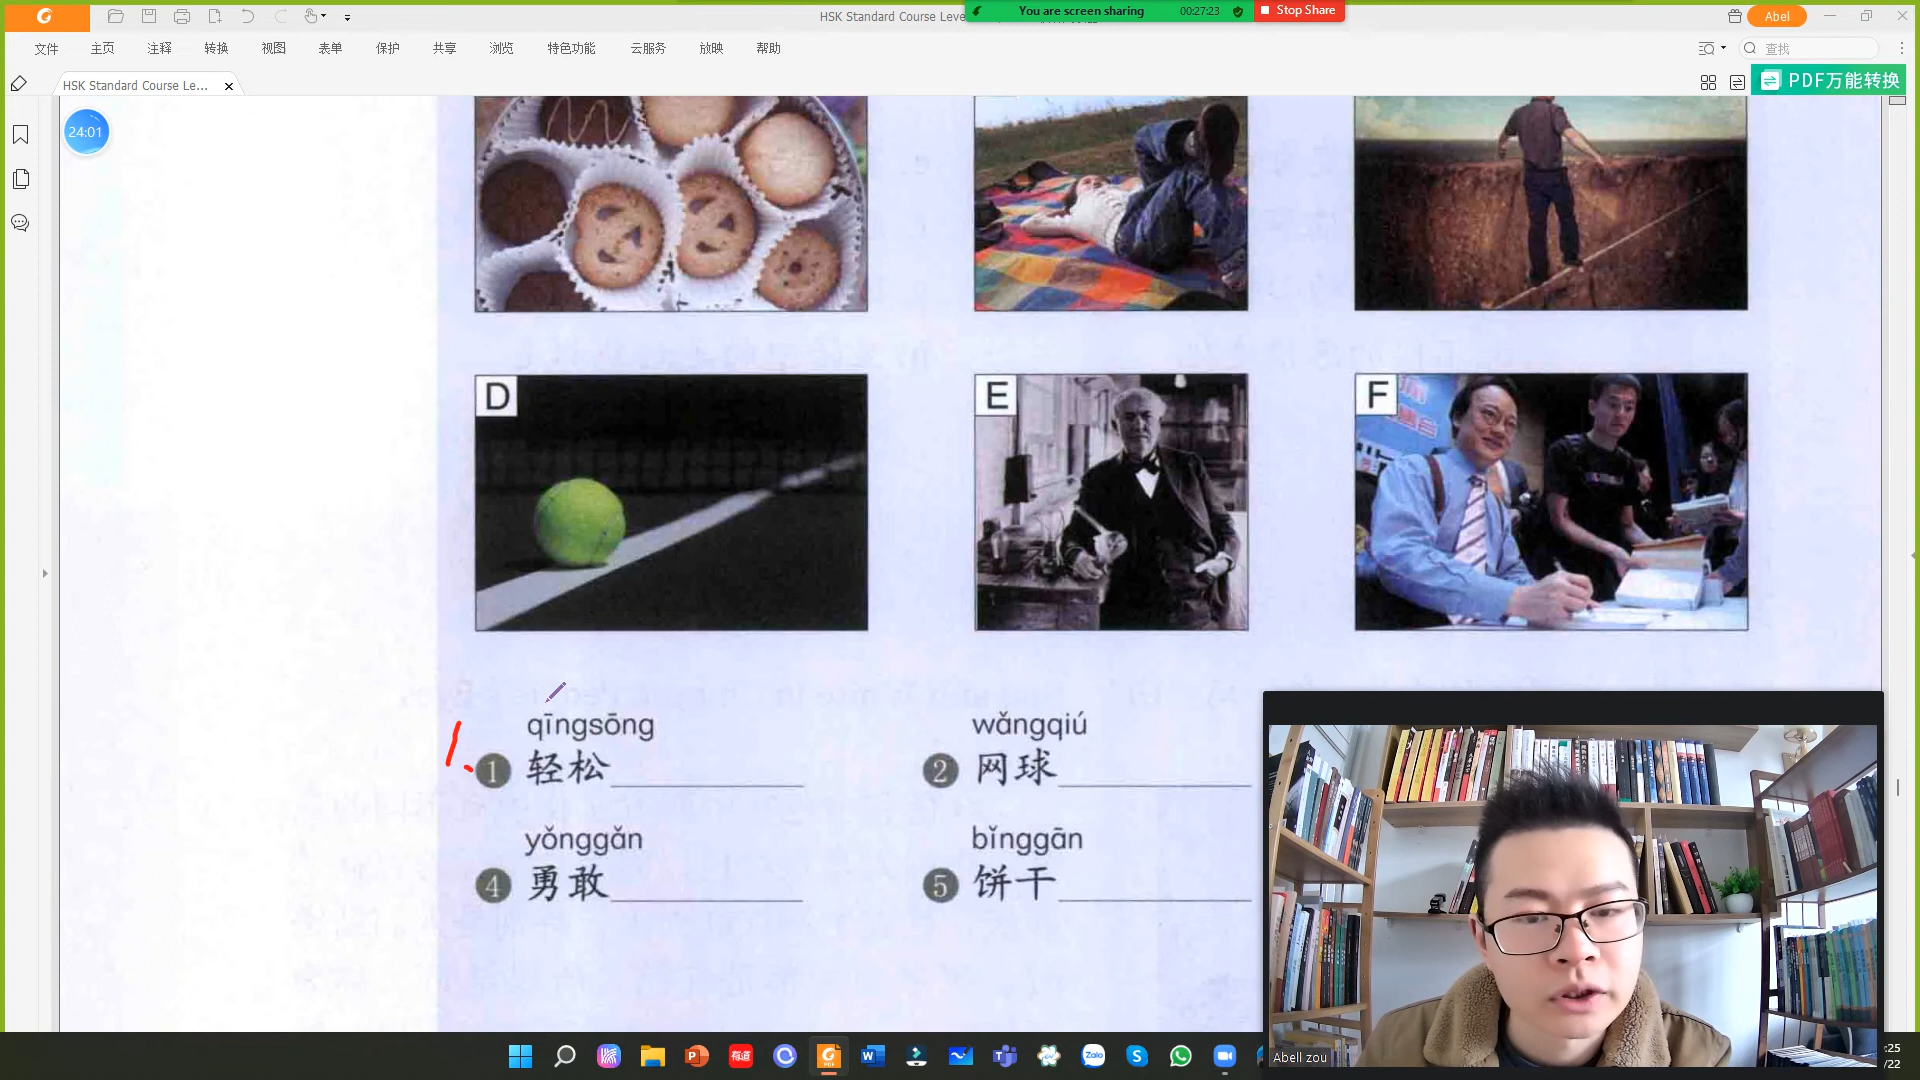 HSK Standard Course Leve
You are screen sharing
00:27:23
Stop Share
Abel
文件
主页
注释
转换
视图
表单
保护
共享
浏览
特色功能
云服务
放映
帮助
查找
HSK Standard Course Le...
PDF万能转换
24:01
D
E
F
1.
qīngsōng
1 轻松
wǎngqiú
2 网球
yǒnggǎn
4 勇敢
bǐnggān
5 饼干
Abell zou
:25
/22